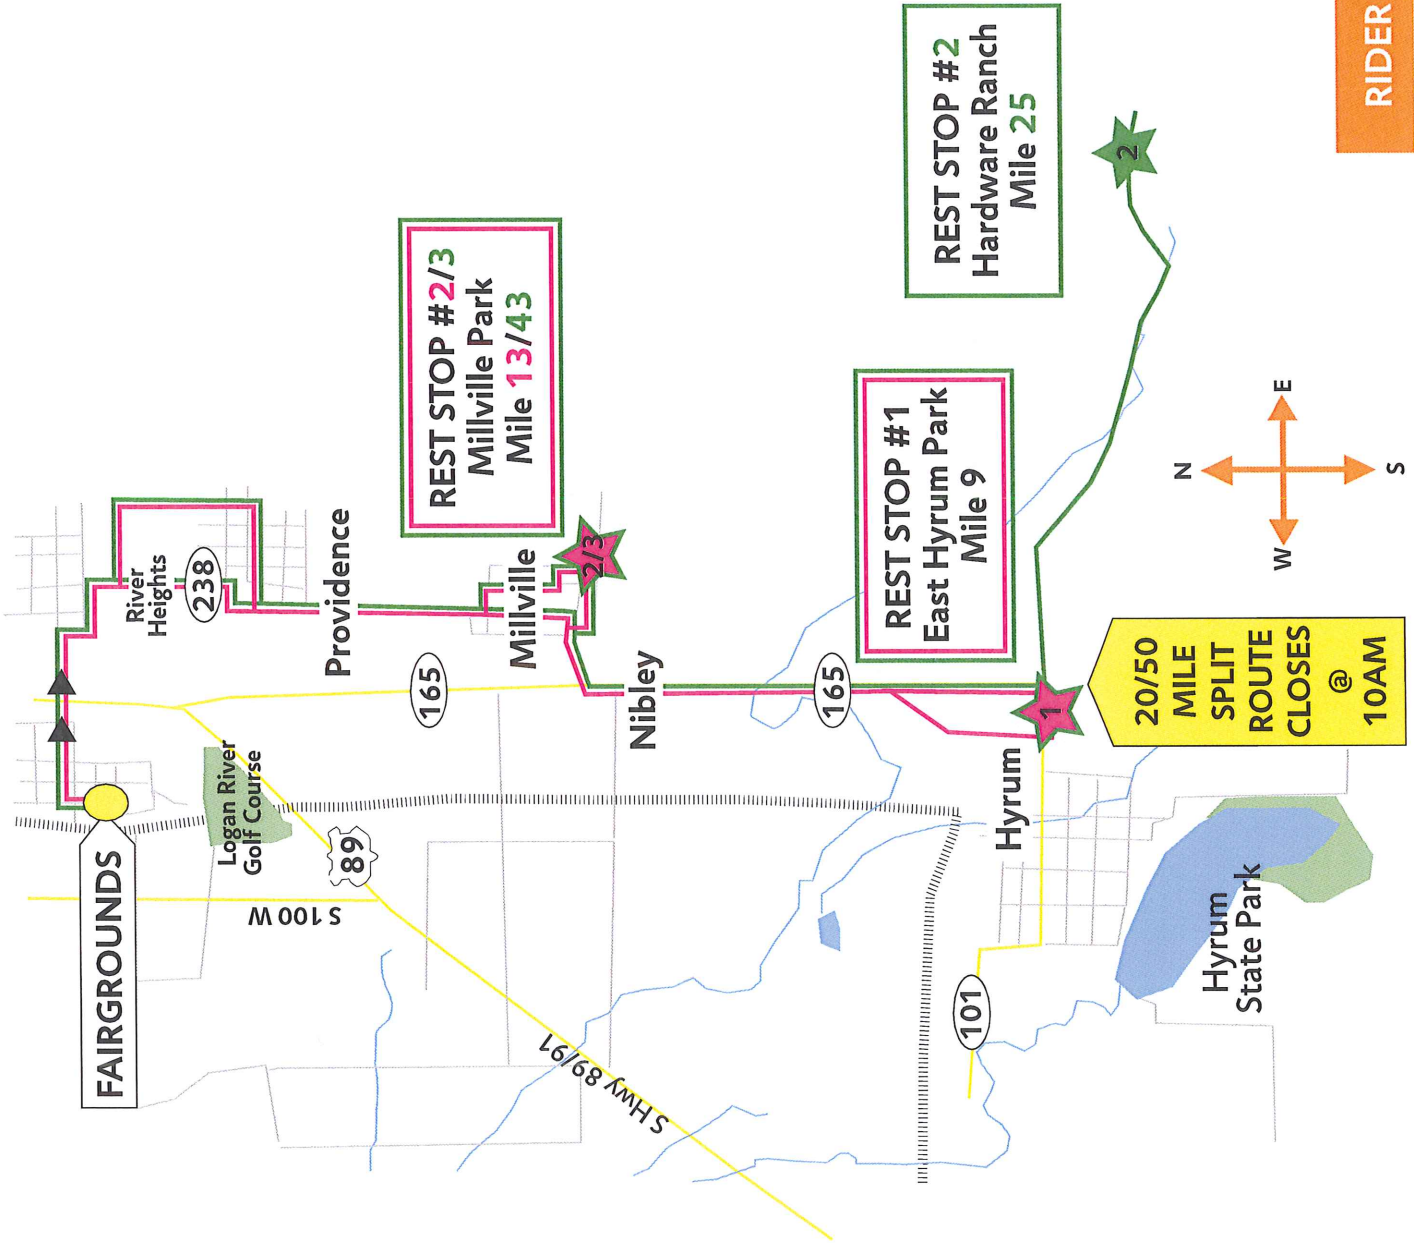 FAIRGROUNDS
River
Heights
238
Logan River
Golf Course
89
S 100 W
Providence
165
REST STOP #2/3
Millville Park
Mile 13/43
Millville
2/3
S Hwy 89/91
Nibley
165
REST STOP #1
East Hyrum Park
Mile 9
REST STOP #2
Hardware Ranch
Mile 25
2
1
Hyrum
101
20/50
MILE
SPLIT
ROUTE
CLOSES
@
10AM
Hyrum
State Park
N
W
E
S
RIDER